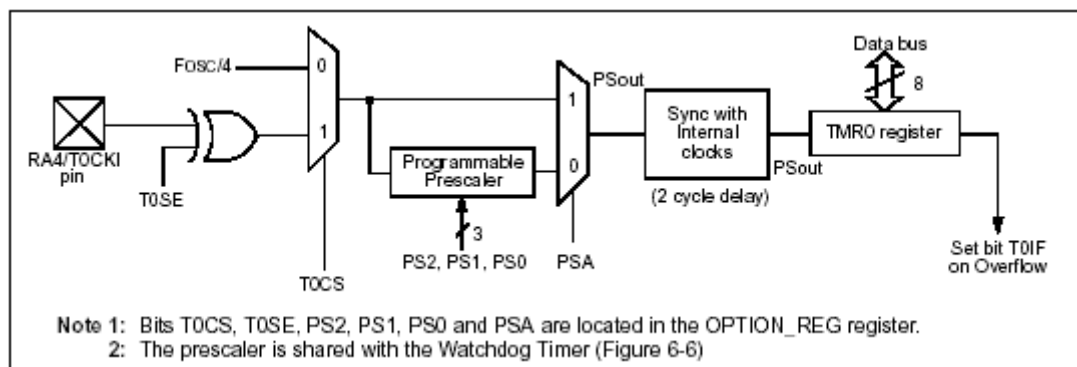 Data bus
8
FOSC/4
0
1
RA4/T0CKI
pin
T0SE
T0CS
Programmable
Prescaler
3
PS2, PS1, PS0
1
0
PSA
PSout
Sync with
Internal
clocks
(2 cycle delay)
PSout
TMR0 register
Set bit T0IF
on Overflow
Note 1: Bits T0CS, T0SE, PS2, PS1, PS0 and PSA are located in the OPTION_REG register.
2: The prescaler is shared with the Watchdog Timer (Figure 6-6)